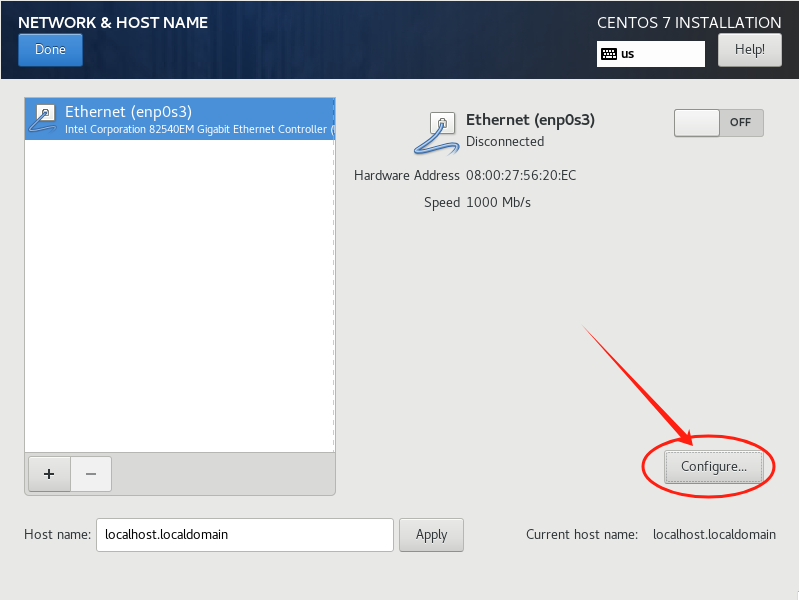 NETWORK & HOST NAME
CENTOS 7 INSTALLATION
Done
us
Help!
Ethernet (enp0s3)
Intel Corporation 82540EM Gigabit Ethernet Controller (
Ethernet (enp0s3)
Disconnected
OFF
Hardware Address 08:00:27:56:20:EC
Speed 1000 Mb/s
Configure...
+ −
Host name: localhost.localdomain Apply
Current host name: localhost.localdomain